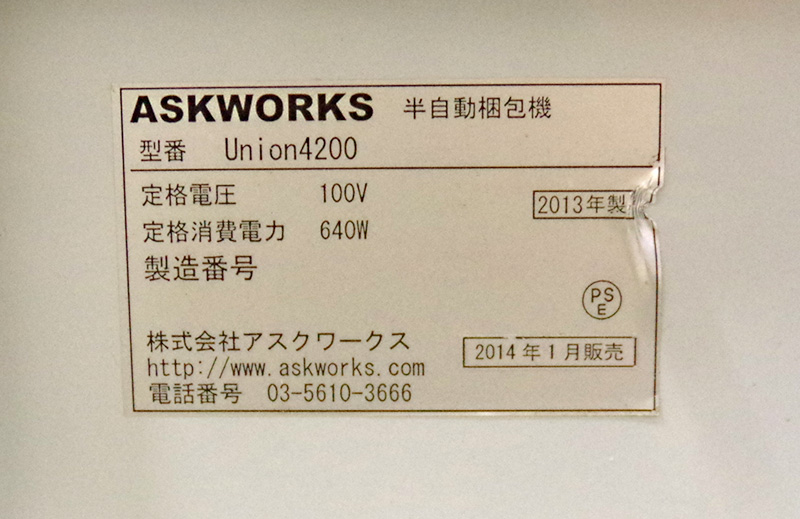 ASKWORKS 半自動梱包機
型番 Union4200
定格電圧 100V
2013年製
定格消費電力 640W
製造番号
PS
E
株式会社アスクワークス
2014年1月販売
http://www.askworks.com
電話番号 03-5610-3666